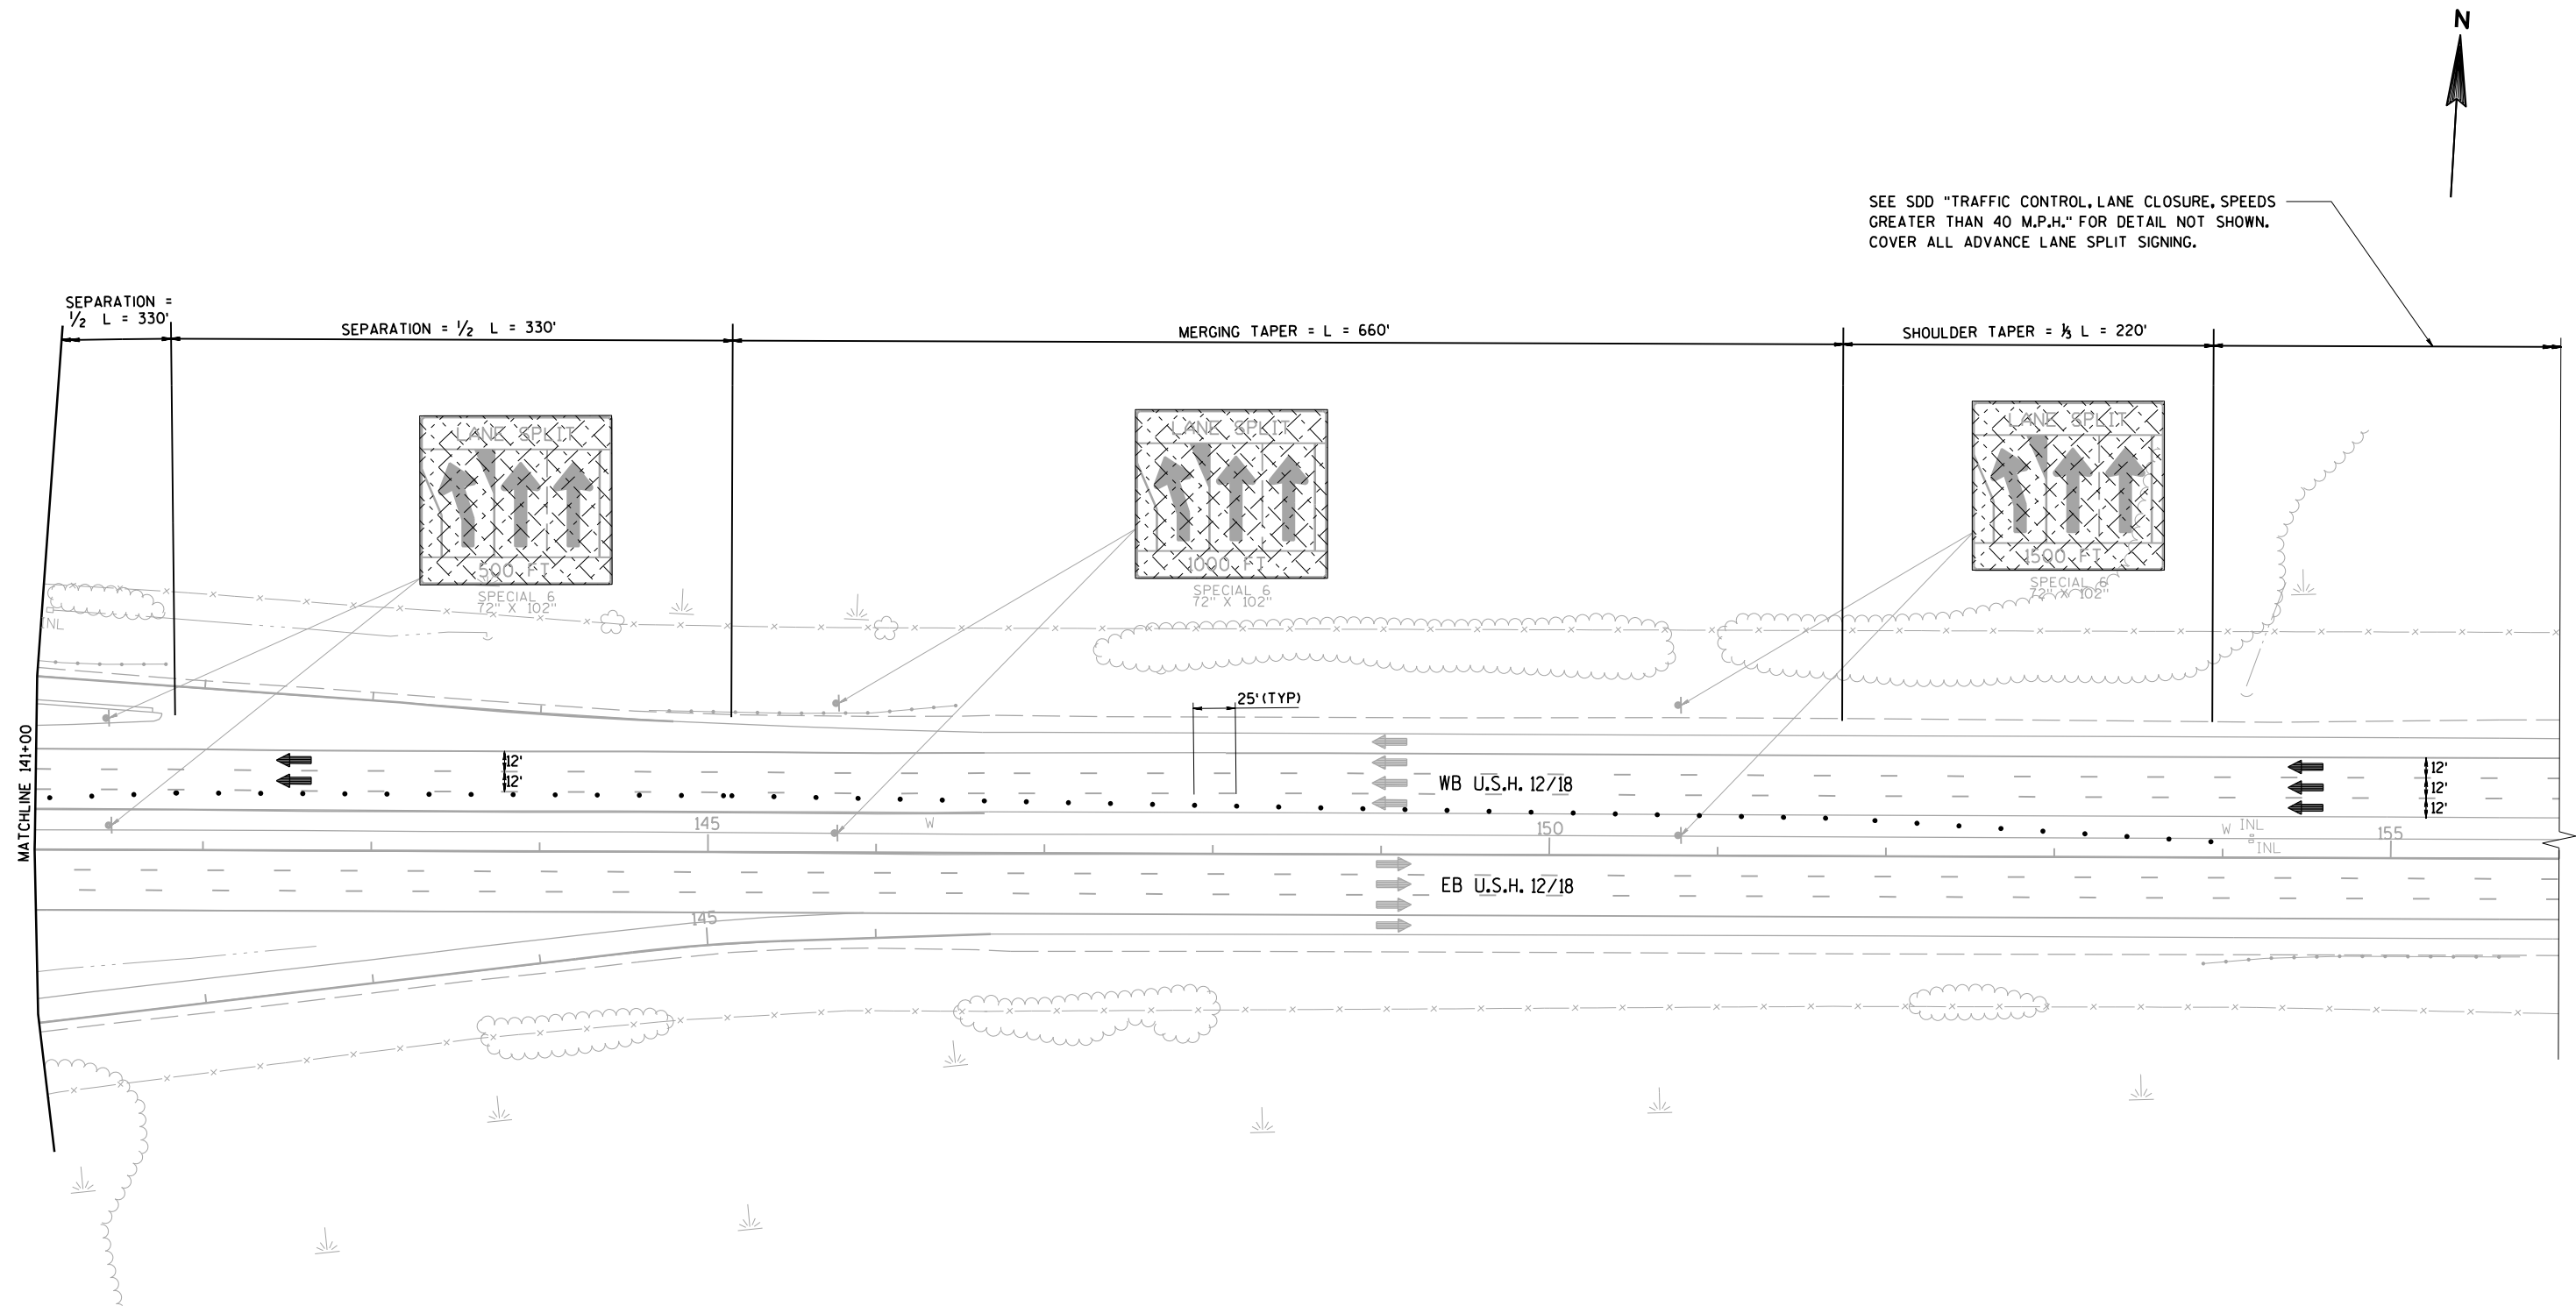 N
SEE SDD "TRAFFIC CONTROL, LANE CLOSURE, SPEEDS
GREATER THAN 40 M.P.H." FOR DETAIL NOT SHOWN.
COVER ALL ADVANCE LANE SPLIT SIGNING.
SEPARATION =
½ L = 330'
SEPARATION = ½ L = 330'
MERGING TAPER = L = 660'
SHOULDER TAPER = ⅓ L = 220'
LANE SPLIT
500 FT
SPECIAL 6
72" X 102"
LANE SPLIT
1000 FT
SPECIAL 6
72" X 102"
LANE SPLIT
1500 FT
SPECIAL 6
72" X 102"
INL
25' (TYP)
MATCHLINE 141+00
12'
12'
WB U.S.H. 12/18
12'
12'
12'
145
W
150
W
INL
INL
155
EB U.S.H. 12/18
145